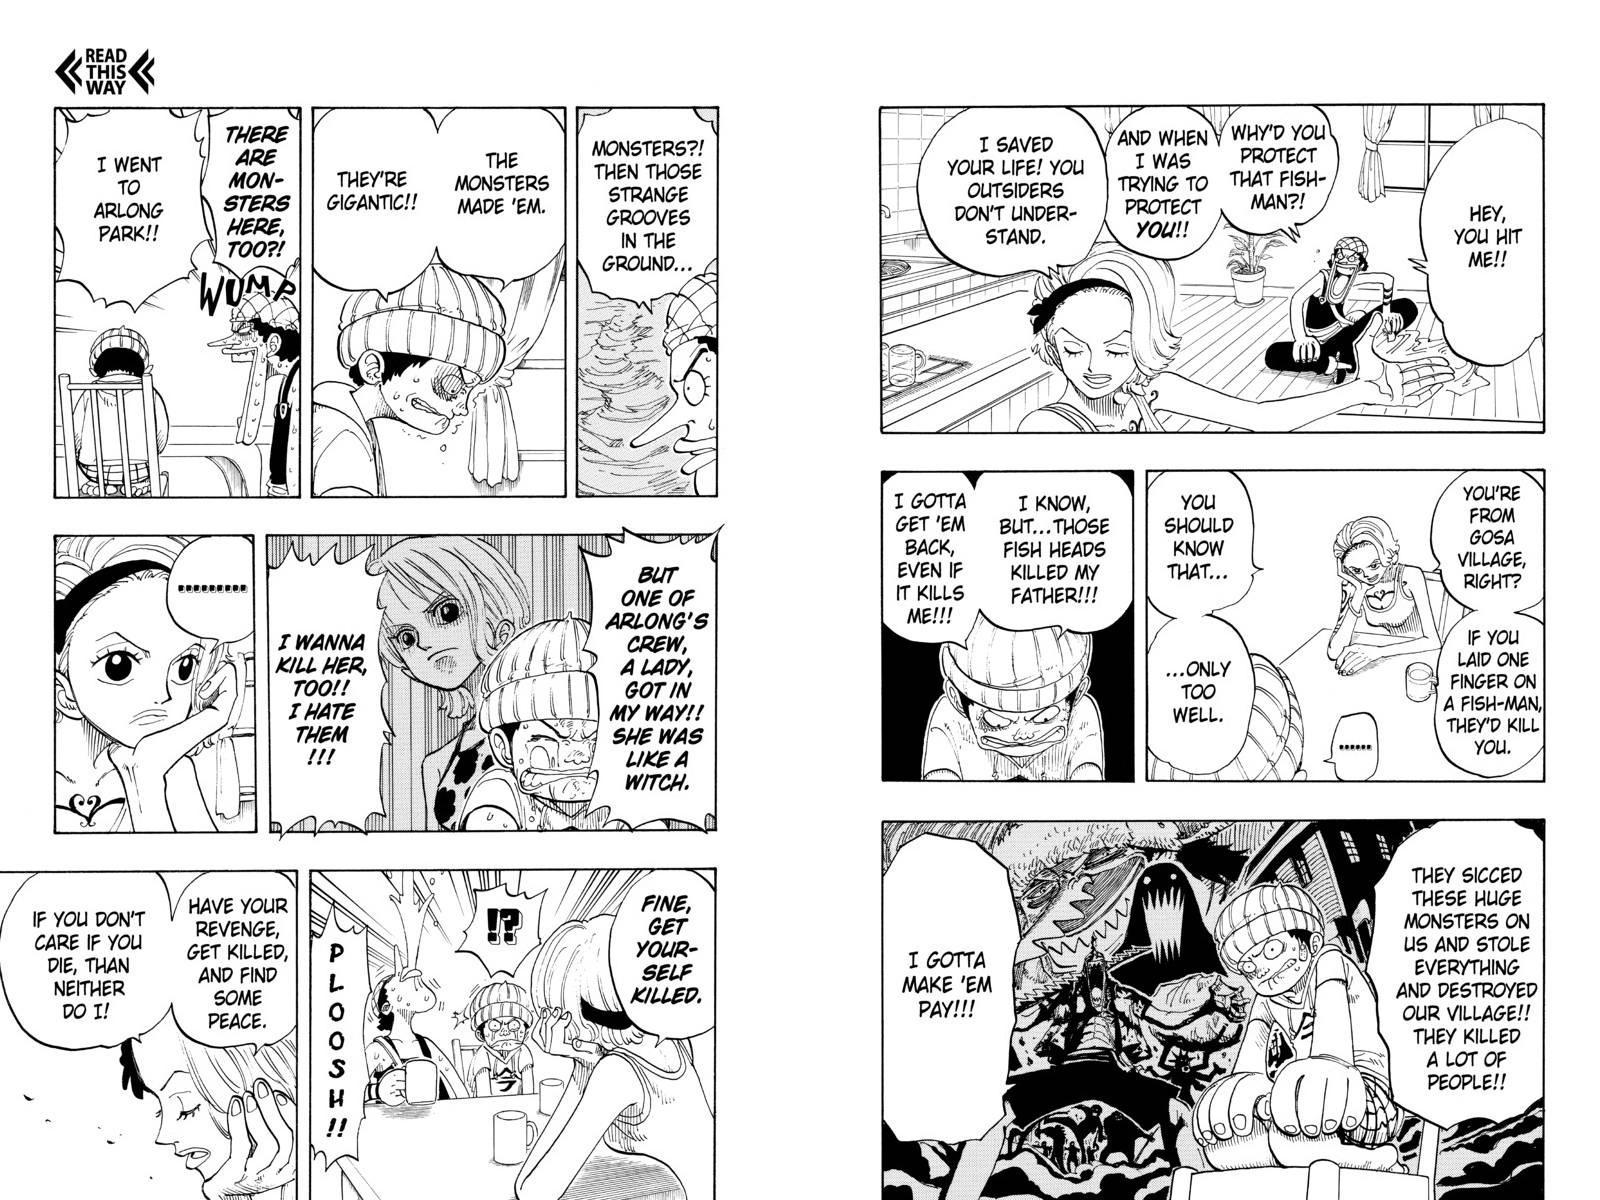 READ
THIS
WAY
HEY,
YOU HIT
ME!!
WHY'D YOU
PROTECT
THAT FISH-
MAN?!
AND WHEN
I WAS
TRYING TO
PROTECT
YOU!!
I SAVED
YOUR LIFE! YOU
OUTSIDERS
DON'T UNDER-
STAND.
YOU'RE
FROM
GOSA
VILLAGE,
RIGHT?
IF YOU
LAID ONE
FINGER ON
A FISH-MAN,
THEY'D KILL
YOU.
YOU
SHOULD
KNOW
THAT...
...ONLY
TOO
WELL.
......
I KNOW,
BUT...THOSE
FISH HEADS
KILLED MY
FATHER!!!
I GOTTA
GET 'EM
BACK,
EVEN IF
IT KILLS
ME!!!
THEY SICCED
THESE HUGE
MONSTERS ON
US AND STOLE
EVERYTHING
AND DESTROYED
OUR VILLAGE!!
THEY KILLED
A LOT OF
PEOPLE!!
I GOTTA
MAKE 'EM
PAY!!!
MONSTERS?!
THEN THOSE
STRANGE
GROOVES
IN THE
GROUND...
THE
MONSTERS
MADE 'EM.
THEY'RE
GIGANTIC!!
THERE
ARE
MON-
STERS
HERE,
TOO?!
WUMP
I WENT
TO
ARLONG
PARK!!
BUT
ONE OF
ARLONG'S
CREW,
A LADY,
GOT IN
MY WAY!!
SHE WAS
LIKE A
WITCH.
I WANNA
KILL HER,
TOO!!
I HATE
THEM
!!!
..........
FINE,
GET
YOUR-
SELF
KILLED.
!?
PLOOSH!!
HAVE YOUR
REVENGE,
GET KILLED,
AND FIND
SOME
PEACE.
IF YOU DON'T
CARE IF YOU
DIE, THAN
NEITHER
DO I!